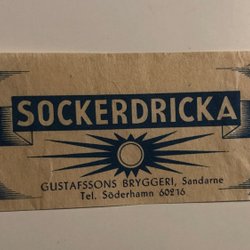 SOCKERDRICKA
GUSTAFSSONS BRYGGERI, Sandarne
Tel. Söderhamn 60216